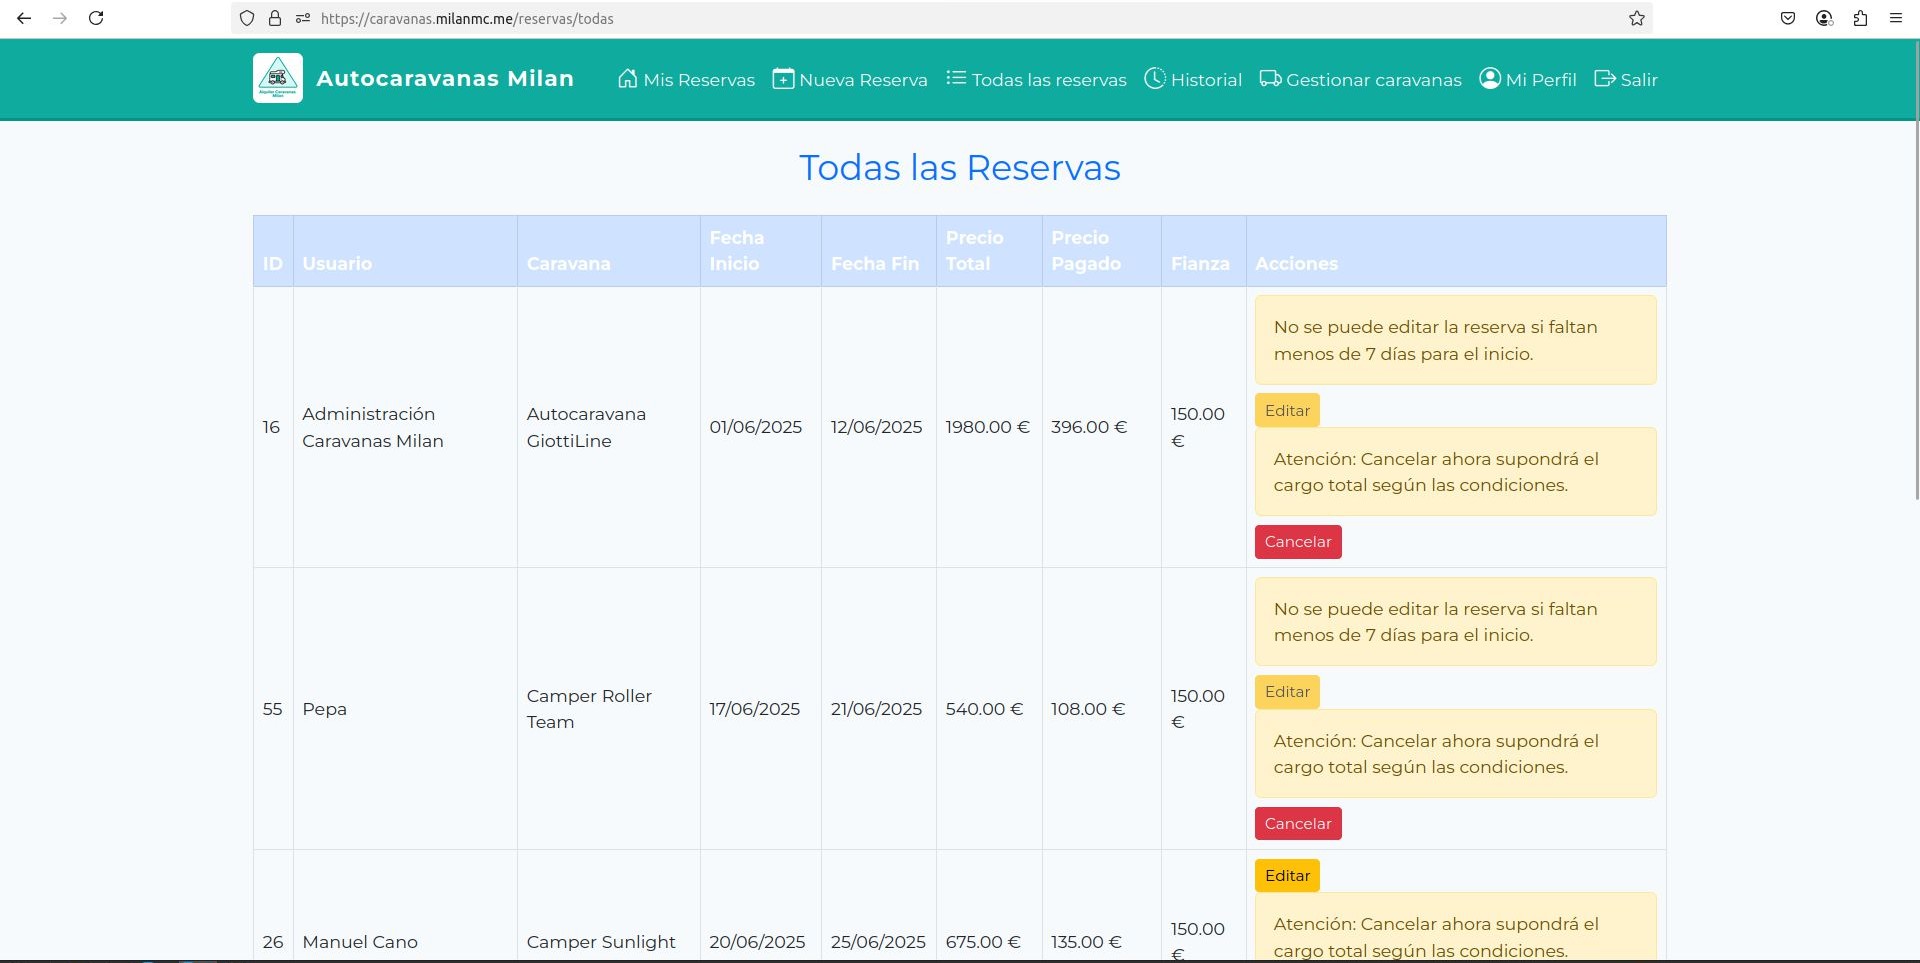 https://caravanas.milanmc.me/reservas/todas
Autocaravanas Milan
Mis Reservas
Nueva Reserva
Todas las reservas
Historial
Gestionar caravanas
Mi Perfil
Salir
Todas las Reservas
ID
Usuario
Caravana
Fecha
Inicio
Fecha Fin
Precio
Total
Precio
Pagado
Fianza
Acciones
16
Administración
Caravanas Milan
Autocaravana
GiottiLine
01/06/2025
12/06/2025
1980.00 €
396.00 €
150.00
€
No se puede editar la reserva si faltan
menos de 7 días para el inicio.
Editar
Atención: Cancelar ahora supondrá el
cargo total según las condiciones.
Cancelar
55
Pepa
Camper Roller
Team
17/06/2025
21/06/2025
540.00 €
108.00 €
150.00
€
No se puede editar la reserva si faltan
menos de 7 días para el inicio.
Editar
Atención: Cancelar ahora supondrá el
cargo total según las condiciones.
Cancelar
26
Manuel Cano
Camper Sunlight
20/06/2025
25/06/2025
675.00 €
135.00 €
150.00
€
Editar
Atención: Cancelar ahora supondrá el
cargo total según las condiciones.